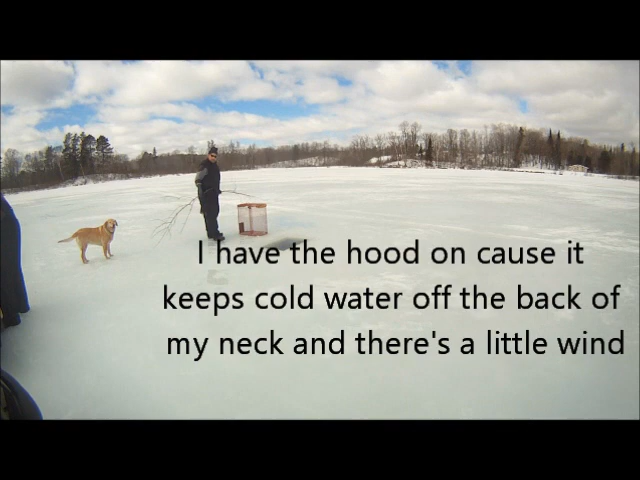 I have the hood on cause it
keeps cold water off the back of
my neck and there's a little wind